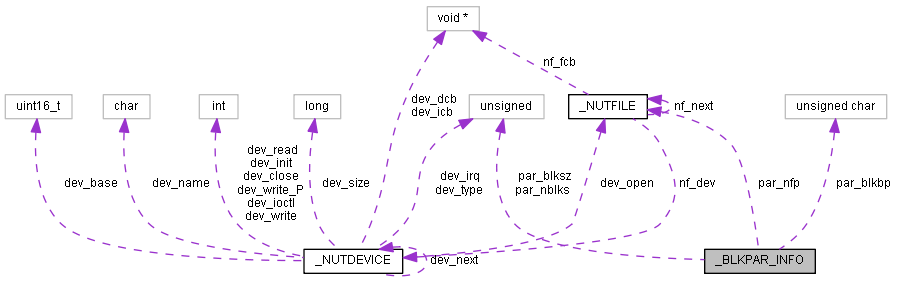 void *
nf_fcb
uint16_t
char
int
long
dev_dcb
dev_icb
unsigned
_NUTFILE
nf_next
unsigned char
dev_base
dev_name
dev_read
dev_init
dev_close
dev_write_P
dev_ioctl
dev_write
dev_size
dev_irq
dev_type
par_blksz
par_nblks
dev_open
nf_dev
par_nfp
par_blkbp
_NUTDEVICE
dev_next
_BLKPAR_INFO